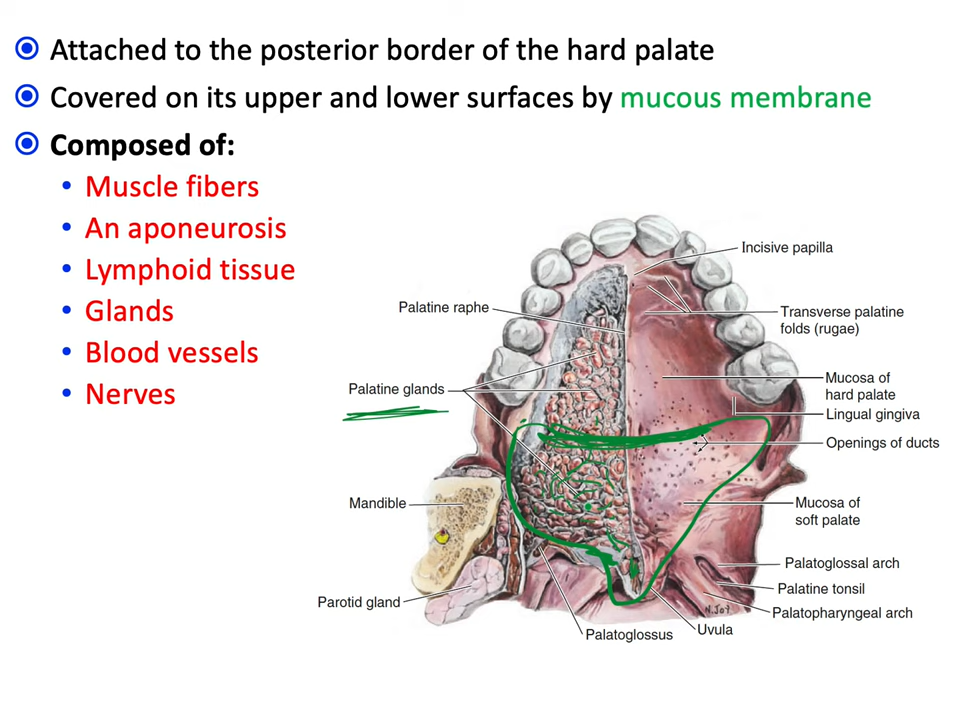 Attached to the posterior border of the hard palate
Covered on its upper and lower surfaces by mucous membrane
Composed of:
Muscle fibers
An aponeurosis
Lymphoid tissue
Glands
Blood vessels
Nerves
Incisive papilla
Palatine raphe
Transverse palatine
folds (rugae)
Palatine glands
Mucosa of
hard palate
Lingual gingiva
Openings of ducts
Mandible
Mucosa of
soft palate
Palatoglossal arch
Palatine tonsil
Parotid gland
Palatopharyngeal arch
N.Joy
Uvula
Palatoglossus